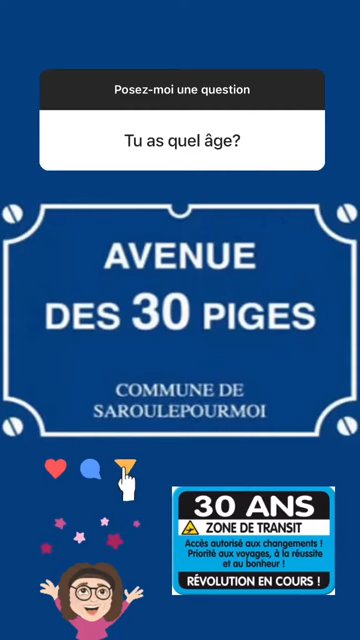 Posez-moi une question
Tu as quel âge?
AVENUE
DES 30 PIGES
COMMUNE DE
SAROULEPOURMOI
30 ANS
ZONE DE TRANSIT
Accès autorisé aux changements !
Priorité aux voyages, à la réussite
et au bonheur !
RÉVOLUTION EN COURS !